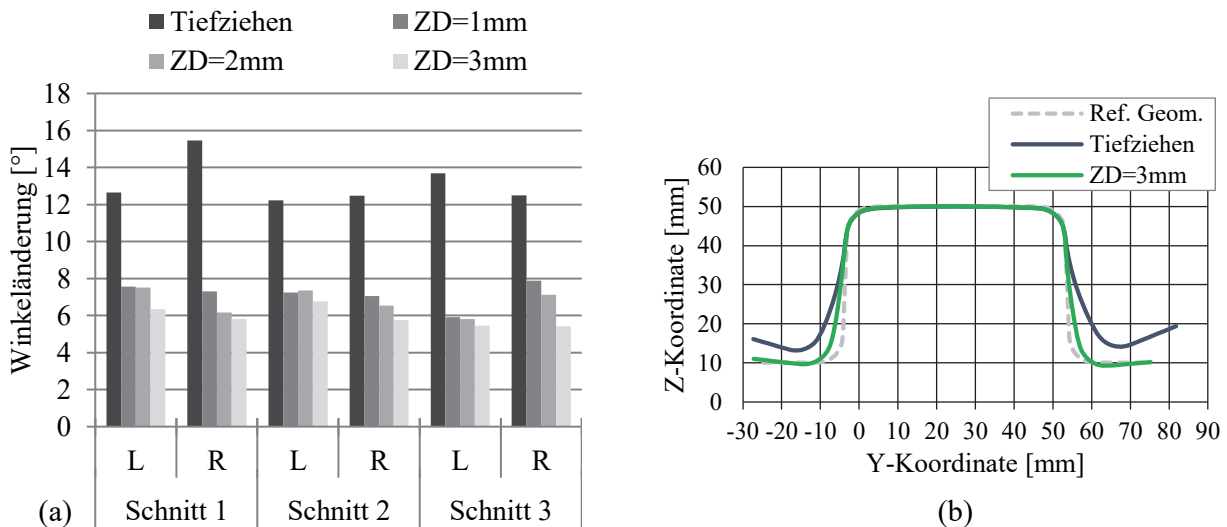 Tiefziehen ZD=1mm
ZD=2mm ZD=3mm
Winkeländerung [°]
18
16
14
12
10
8
6
4
2
0
L R L R L R
Schnitt 1 Schnitt 2 Schnitt 3
(a)
Ref. Geom.
Tiefziehen
ZD=3mm
Z-Koordinate [mm]
60
50
40
30
20
10
0
-30 -20 -10 0 10 20 30 40 50 60 70 80 90
Y-Koordinate [mm]
(b)